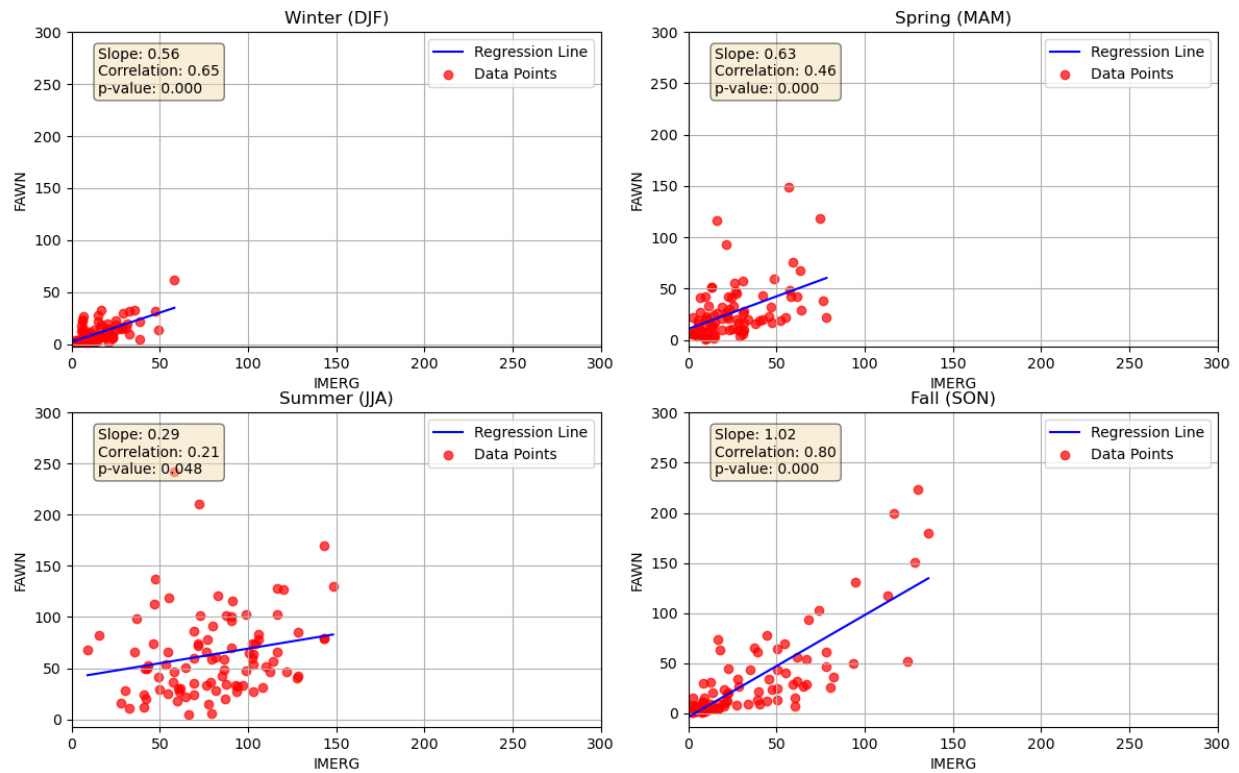 Winter (DJF)
300
250
200
150
100
50
0
FAWN
Slope: 0.56
Correlation: 0.65
p-value: 0.000
Regression Line
Data Points
0
50
100
150
200
250
300
IMERG
Spring (MAM)
300
250
200
150
100
50
0
FAWN
Slope: 0.63
Correlation: 0.46
p-value: 0.000
Regression Line
Data Points
0
50
100
150
200
250
300
IMERG
Summer (JJA)
300
250
200
150
100
50
0
FAWN
Slope: 0.29
Correlation: 0.21
p-value: 0.048
Regression Line
Data Points
0
50
100
150
200
250
300
IMERG
Fall (SON)
300
250
200
150
100
50
0
FAWN
Slope: 1.02
Correlation: 0.80
p-value: 0.000
Regression Line
Data Points
0
50
100
150
200
250
300
IMERG